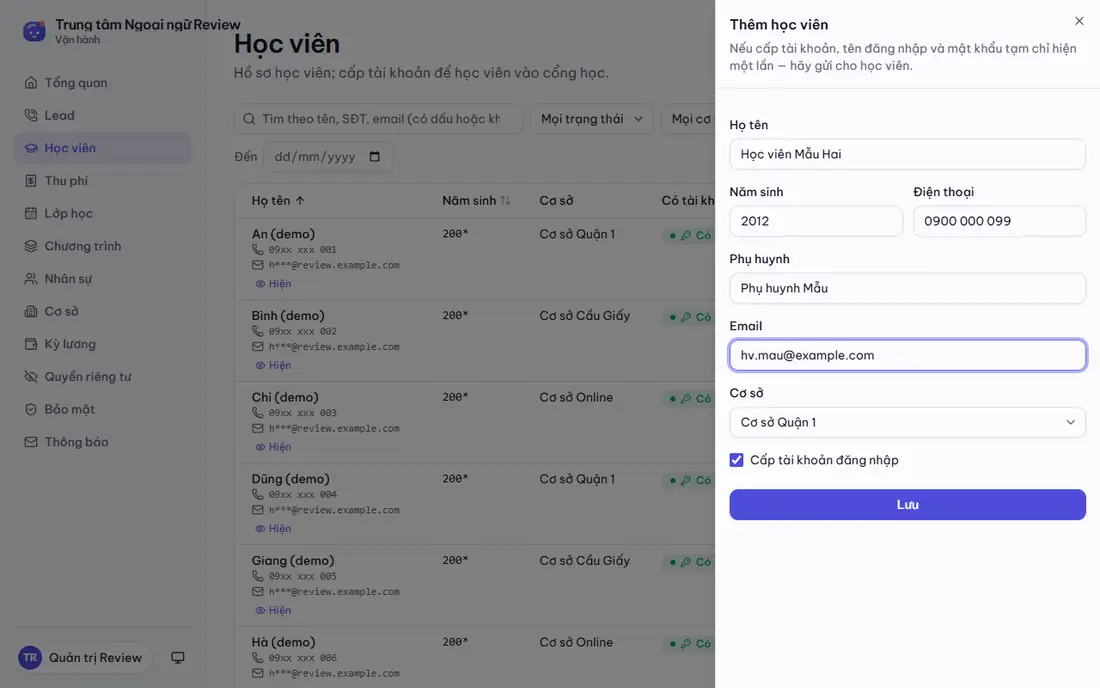 Trung tâm Ngoại ngữ Review
Vận hành
Tổng quan
Lead
Học viên
Thu phí
Lớp học
Chương trình
Nhân sự
Cơ sở
Kỳ lương
Quyền riêng tư
Bảo mật
Thông báo
TR Quản trị Review
Học viên
Hồ sơ học viên; cấp tài khoản để học viên vào cổng học.
Tìm theo tên, SĐT, email (có dấu hoặc kh
Mọi trạng thái
Mọi cơ
Đến dd/mm/yyyy
Họ tên Năm sinh Cơ sở Có tài kh
An (demo) 200* Cơ sở Quận 1 Có
09xx xxx 001
h***@review.example.com
Hiện
Bình (demo) 200* Cơ sở Cầu Giấy Có
09xx xxx 002
h***@review.example.com
Hiện
Chi (demo) 200* Cơ sở Online Có
09xx xxx 003
h***@review.example.com
Hiện
Dũng (demo) 200* Cơ sở Quận 1 Có
09xx xxx 004
h***@review.example.com
Hiện
Giang (demo) 200* Cơ sở Cầu Giấy Có
09xx xxx 005
h***@review.example.com
Hiện
Hà (demo) 200* Cơ sở Online Có
09xx xxx 006
h***@review.example.com
Thêm học viên
Nếu cấp tài khoản, tên đăng nhập và mật khẩu tạm chỉ hiện
một lần — hãy gửi cho học viên.
Họ tên
Học viên Mẫu Hai
Năm sinh Điện thoại
2012 0900 000 099
Phụ huynh
Phụ huynh Mẫu
Email
hv.mau@example.com
Cơ sở
Cơ sở Quận 1
Cấp tài khoản đăng nhập
Lưu